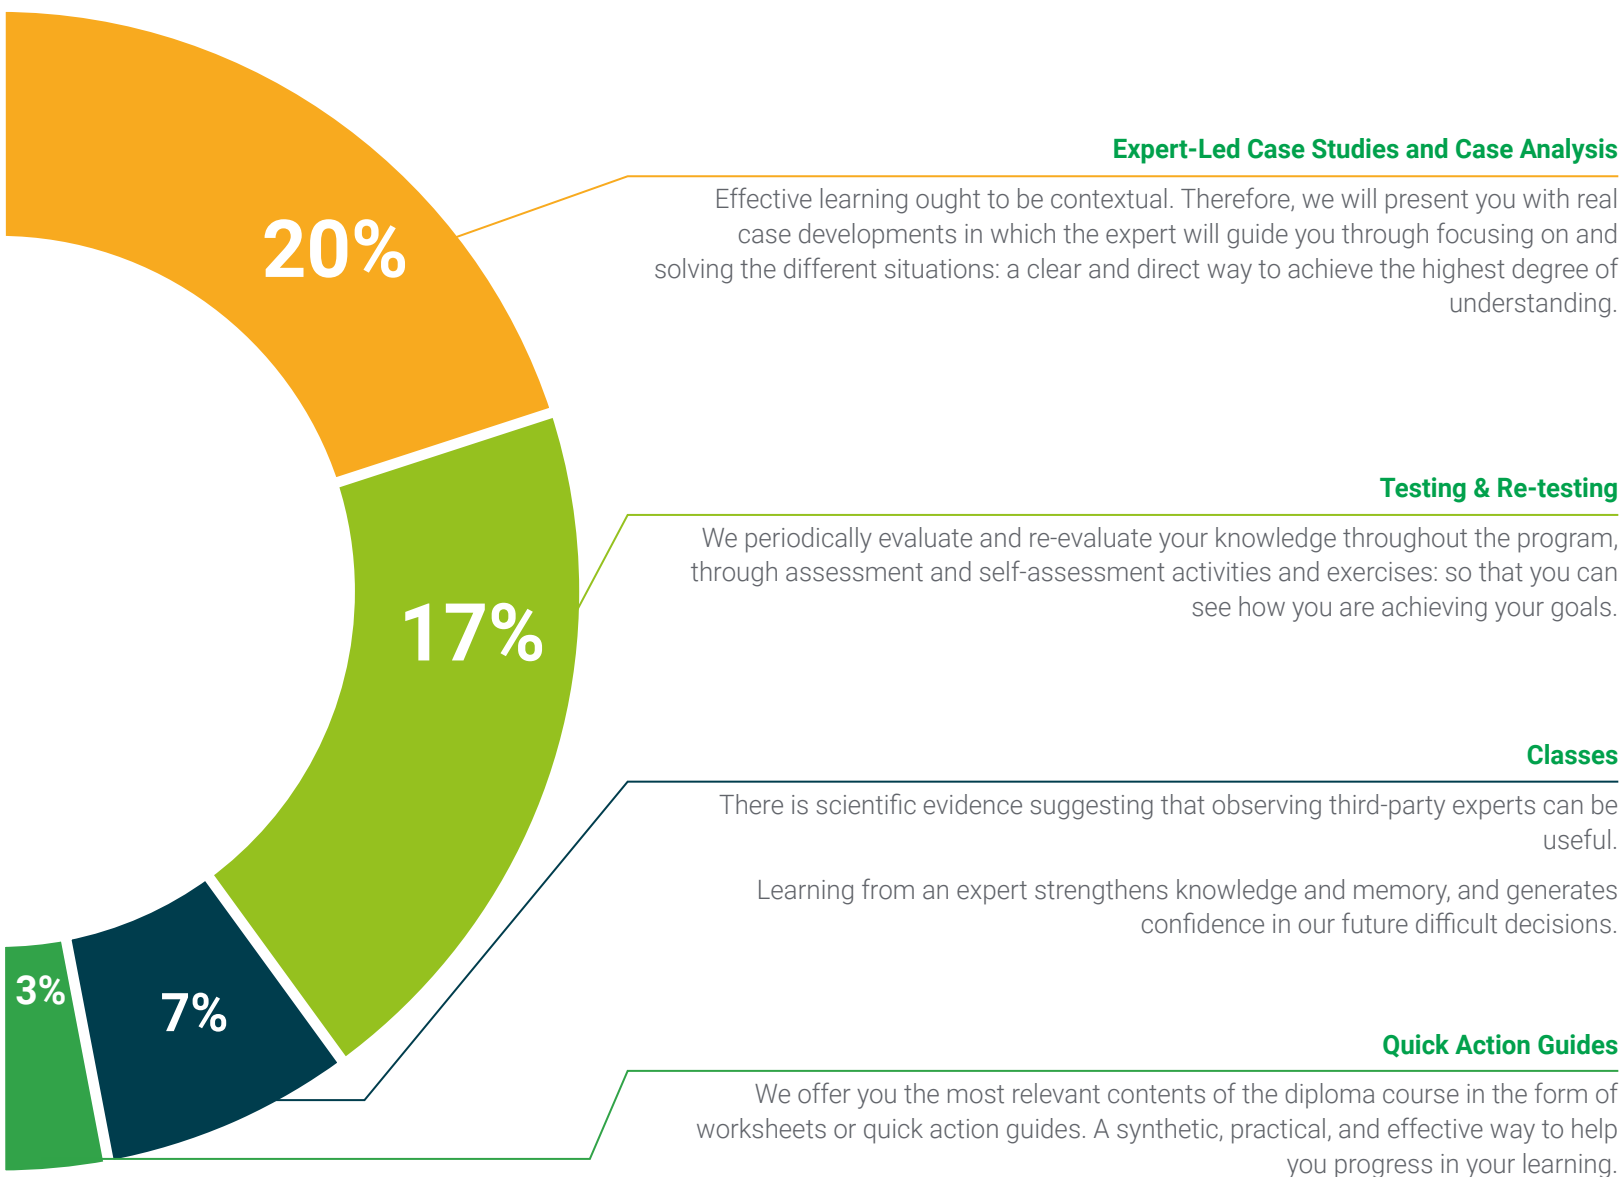 20%
Expert-Led Case Studies and Case Analysis
Effective learning ought to be contextual. Therefore, we will present you with real
case developments in which the expert will guide you through focusing on and
solving the different situations: a clear and direct way to achieve the highest degree of
understanding.
17%
Testing & Re-testing
We periodically evaluate and re-evaluate your knowledge throughout the program,
through assessment and self-assessment activities and exercises: so that you can
see how you are achieving your goals.
7%
Classes
There is scientific evidence suggesting that observing third-party experts can be
useful.
Learning from an expert strengthens knowledge and memory, and generates
confidence in our future difficult decisions.
3%
Quick Action Guides
We offer you the most relevant contents of the diploma course in the form of
worksheets or quick action guides. A synthetic, practical, and effective way to help
you progress in your learning.